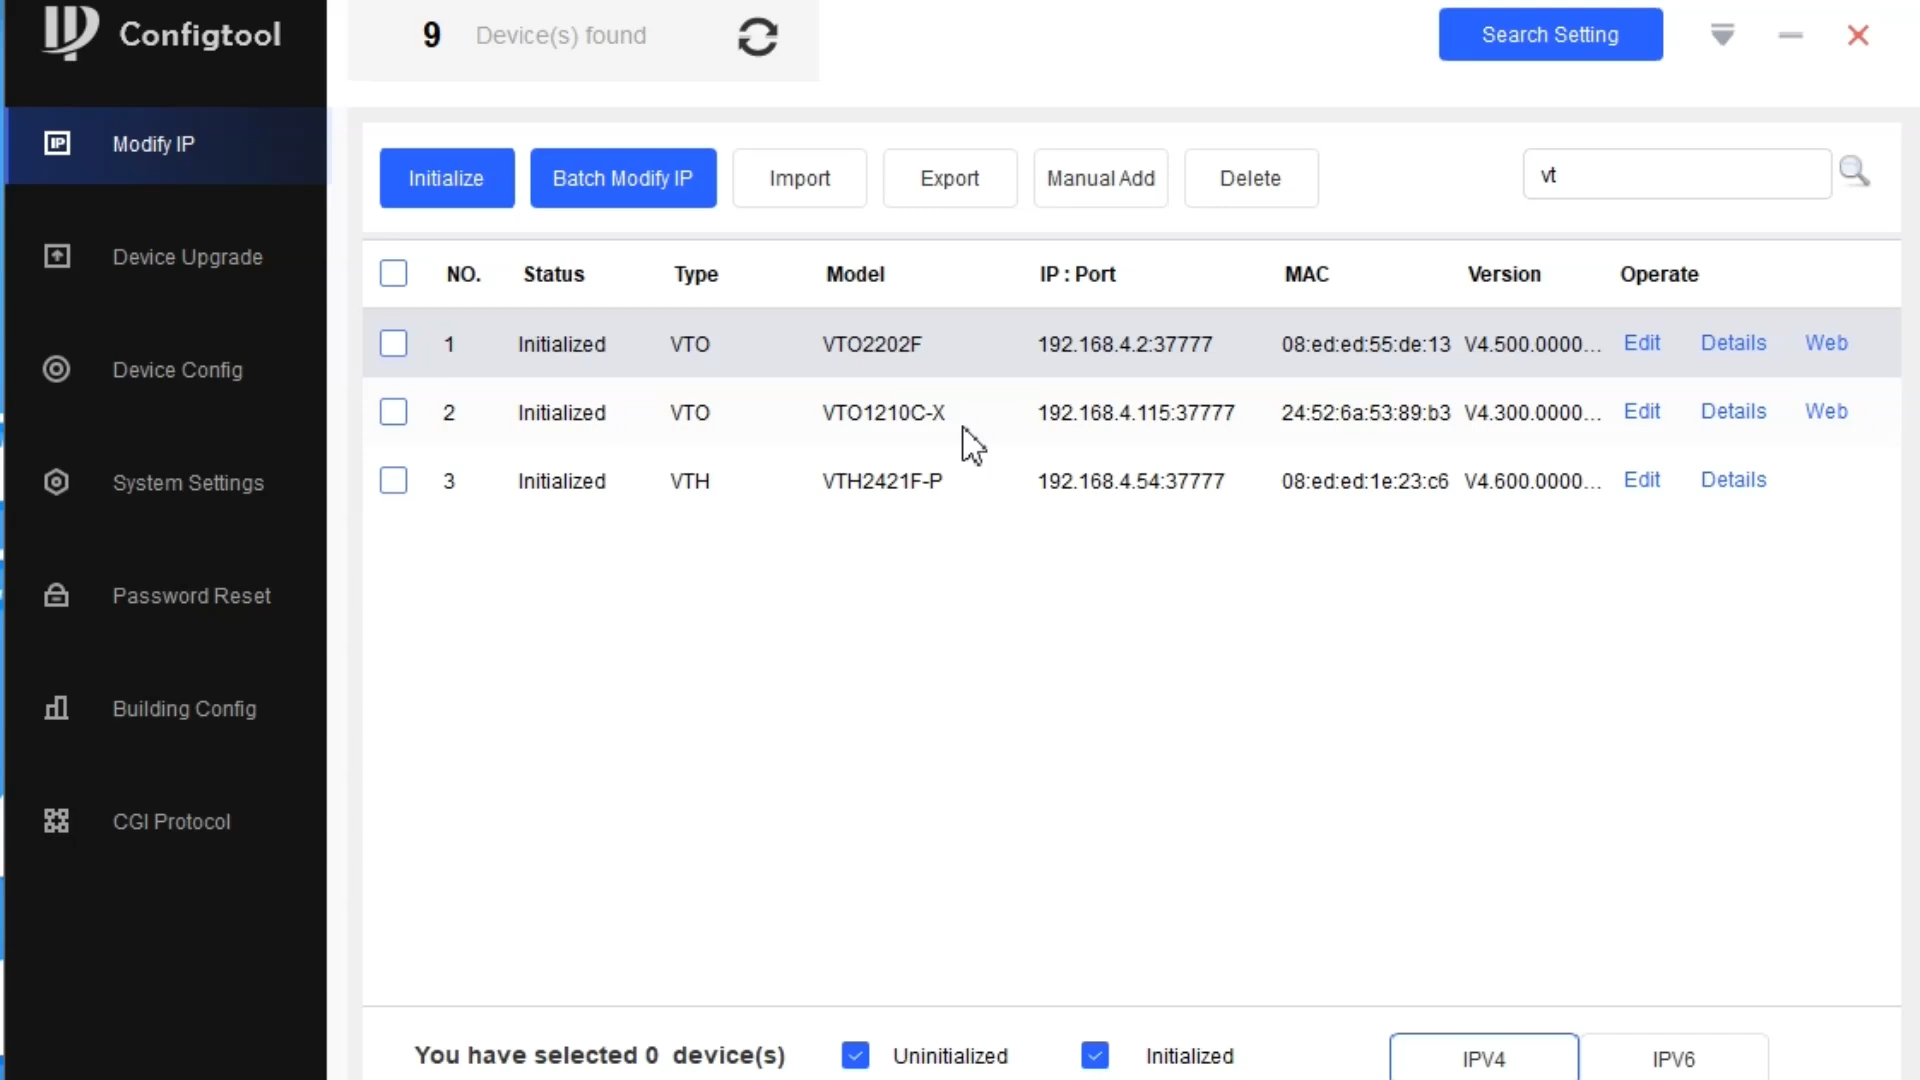 Configtool
9 Device(s) found
Search Setting
IP Modify IP
Device Upgrade
Device Config
System Settings
Password Reset
Building Config
CGI Protocol
Initialize Batch Modify IP Import Export Manual Add Delete vt
NO. Status Type Model IP : Port MAC Version Operate
1 Initialized VTO VTO2202F 192.168.4.2:37777 08:ed:ed:55:de:13 V4.500.0000... Edit Details Web
2 Initialized VTO VTO1210C-X 192.168.4.115:37777 24:52:6a:53:89:b3 V4.300.0000... Edit Details Web
3 Initialized VTH VTH2421F-P 192.168.4.54:37777 08:ed:ed:1e:23:c6 V4.600.0000... Edit Details
You have selected 0 device(s) Uninitialized Initialized IPV4 IPV6